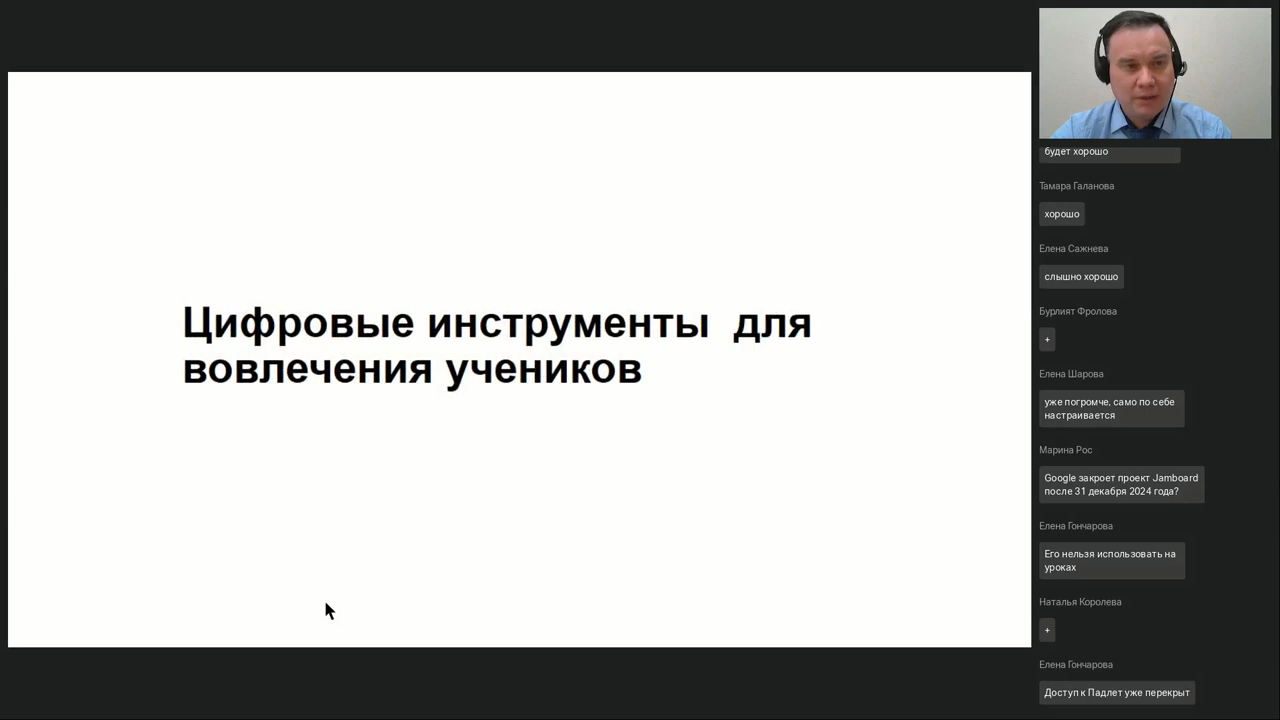 Цифровые инструменты  для
вовлечения учеников
будет хорошо
Тамара Галанова
хорошо
Елена Сажнева
слышно хорошо
Бурлият Фролова
+
Елена Шарова
уже погромче, само по себе
настраивается
Марина Рос
Google закроет проект Jamboard
после 31 декабря 2024 года?
Елена Гончарова
Его нельзя использовать на
уроках
Наталья Королева
+
Елена Гончарова
Доступ к Падлет уже перекрыт